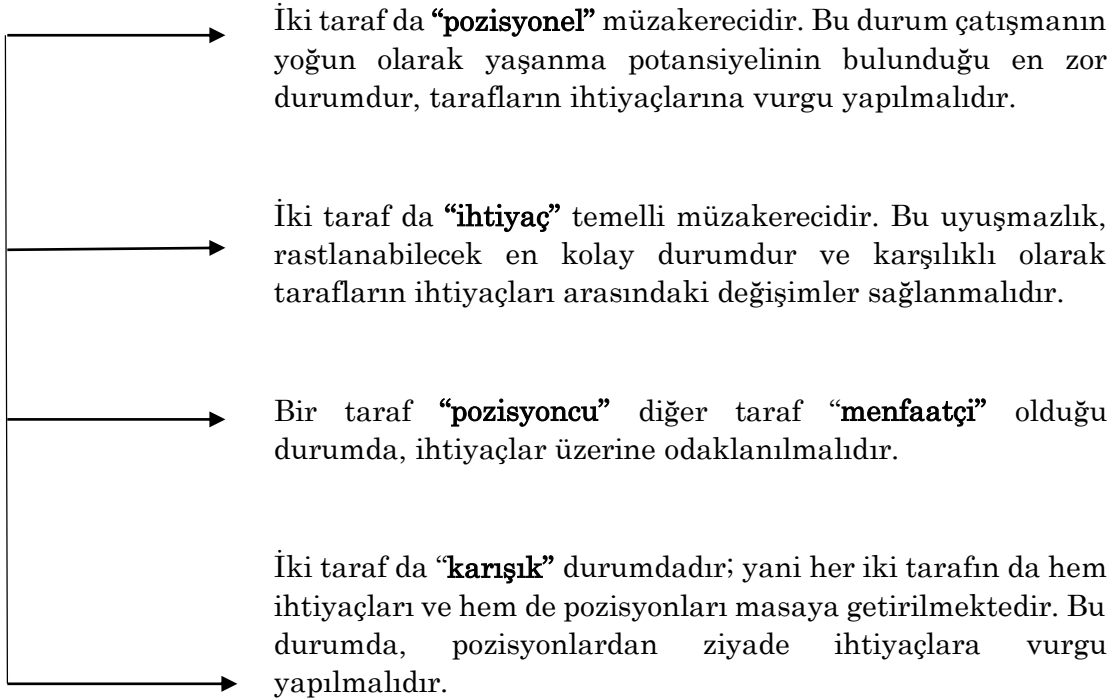 İki taraf da “pozisyonel” müzakerecidir. Bu durum çatışmanın
yoğun olarak yaşanma potansiyelinin bulunduğu en zor
durumdur, tarafların ihtiyaçlarına vurgu yapılmalıdır.
İki taraf da “ihtiyaç” temelli müzakerecidir. Bu uyuşmazlık,
rastlanabilecek en kolay durumdur ve karşılıklı olarak
tarafların ihtiyaçları arasındaki değişimler sağlanmalıdır.
Bir taraf “pozisyoncu” diğer taraf “menfaatçi” olduğu
durumda, ihtiyaçlar üzerine odaklanılmalıdır.
İki taraf da “karışık” durumdadır; yani her iki tarafın da hem
ihtiyaçları ve hem de pozisyonları masaya getirilmektedir. Bu
durumda, pozisyonlardan ziyade ihtiyaçlara vurgu
yapılmalıdır.